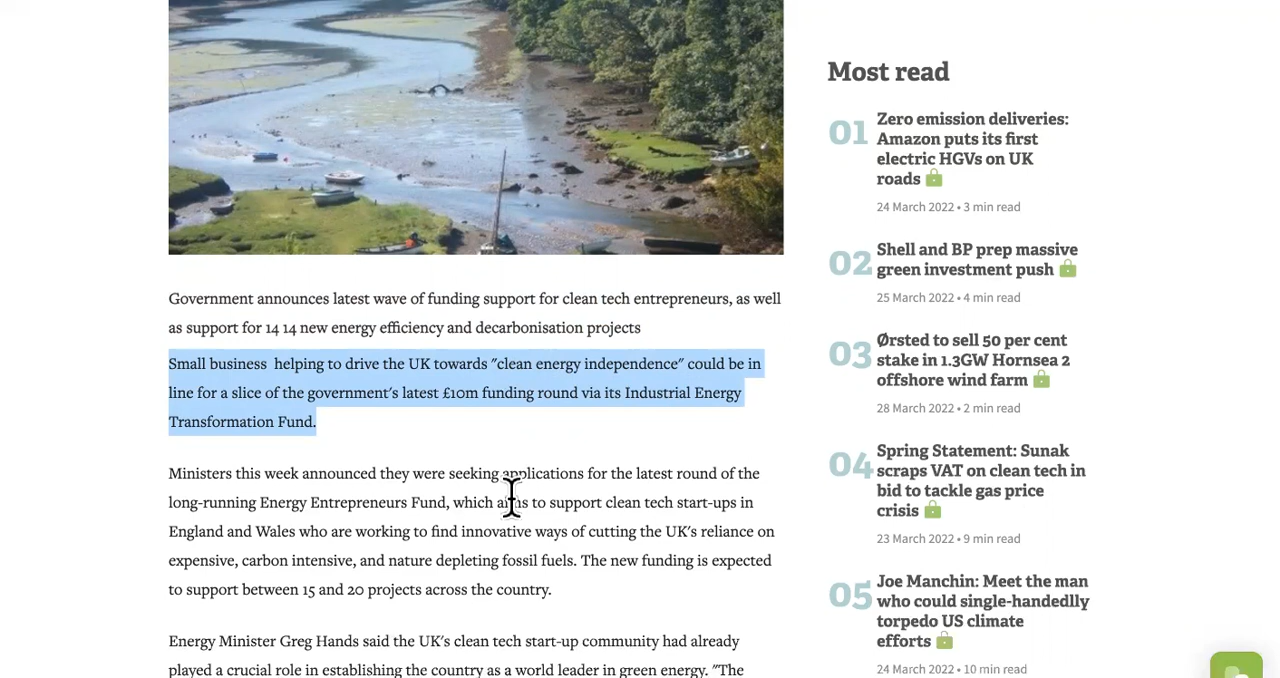 Government announces latest wave of funding support for clean tech entrepreneurs, as well
as support for 14 14 new energy efficiency and decarbonisation projects
Small business  helping to drive the UK towards "clean energy independence" could be in
line for a slice of the government's latest £10m funding round via its Industrial Energy
Transformation Fund.
Ministers this week announced they were seeking applications for the latest round of the
long-running Energy Entrepreneurs Fund, which aims to support clean tech start-ups in
England and Wales who are working to find innovative ways of cutting the UK's reliance on
expensive, carbon intensive, and nature depleting fossil fuels. The new funding is expected
to support between 15 and 20 projects across the country.
Energy Minister Greg Hands said the UK's clean tech start-up community had already
played a crucial role in establishing the country as a world leader in green energy. "The
Most read
01
Zero emission deliveries:
Amazon puts its first
electric HGVs on UK
roads
24 March 2022 • 3 min read
02
Shell and BP prep massive
green investment push
25 March 2022 • 4 min read
03
Ørsted to sell 50 per cent
stake in 1.3GW Hornsea 2
offshore wind farm
28 March 2022 • 2 min read
04
Spring Statement: Sunak
scraps VAT on clean tech in
bid to tackle gas price
crisis
23 March 2022 • 9 min read
05
Joe Manchin: Meet the man
who could single-handedlly
torpedo US climate
efforts
24 March 2022 • 10 min read